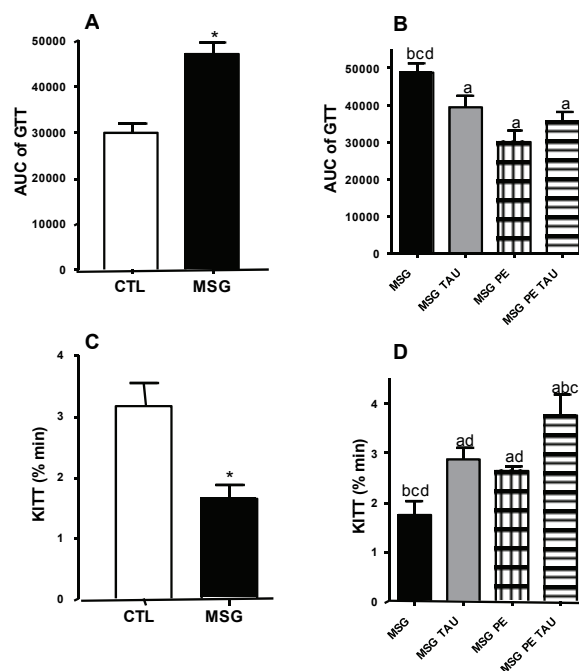 A
AUC of GTT
50000
40000
30000
20000
10000
0
*
CTL
MSG
B
AUC of GTT
50000
40000
30000
20000
10000
0
bcd
a
a
a
MSG
MSG TAU
MSG PE
MSG PE TAU
C
KITT (% min)
4
3
2
1
0
*
CTL
MSG
D
KITT (% min)
4
3
2
1
0
bcd
ad
ad
abc
MSG
MSG TAU
MSG PE
MSG PE TAU